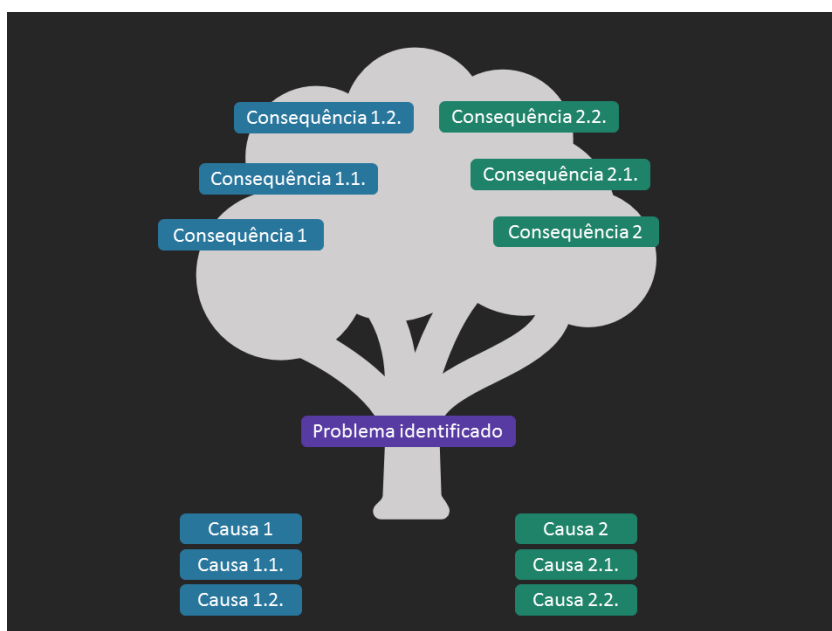 Consequência 1.2.
Consequência 2.2.
Consequência 1.1.
Consequência 2.1.
Consequência 1
Consequência 2
Problema identificado
Causa 1
Causa 1.1.
Causa 1.2.
Causa 2
Causa 2.1.
Causa 2.2.